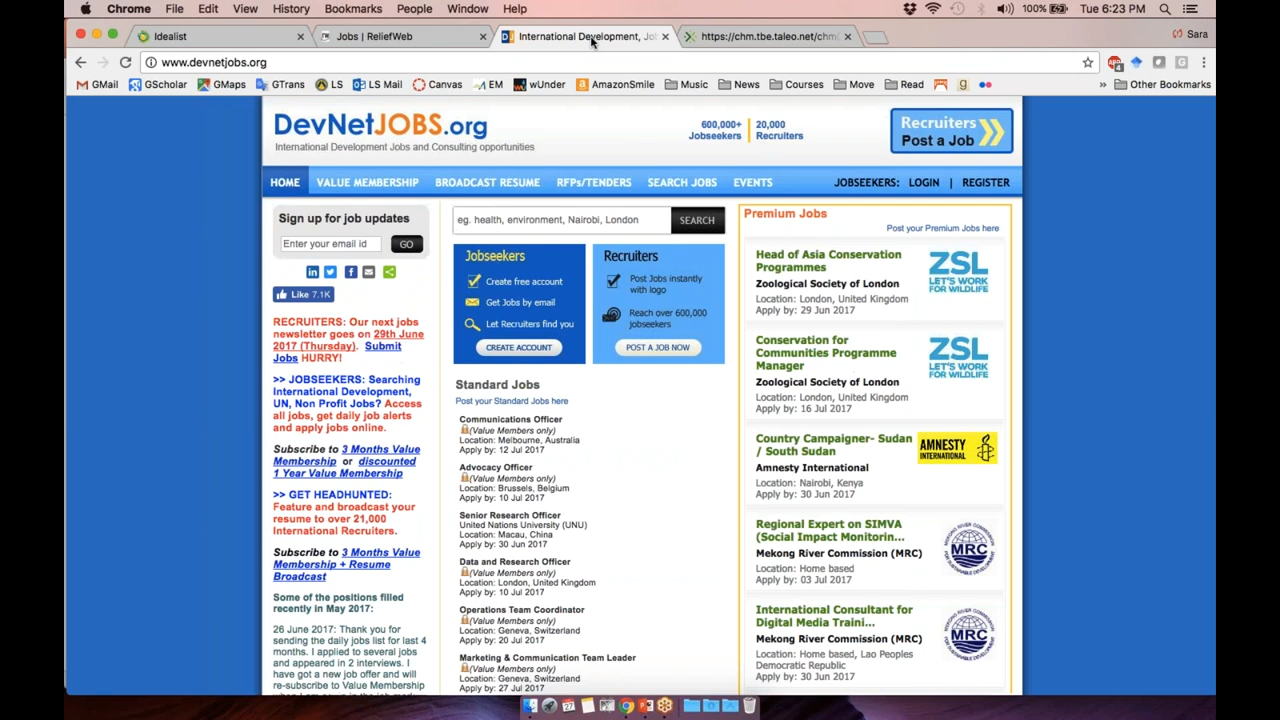 Chrome File Edit View History Bookmarks People Window Help
100% Tue 6:23 PM
Idealist
Jobs | ReliefWeb
International Development, Jo
https://chm.tbe.taleo.net/chm
Sara
www.devnetjobs.org
GMail GScholar GMaps GTrans LS LS Mail Canvas EM wUnder AmazonSmile Music News Courses Move Read Other Bookmarks
DevNetJOBS.org
International Development Jobs and Consulting opportunities
600,000+ Jobseekers
20,000 Recruiters
Recruiters
Post a Job
HOME VALUE MEMBERSHIP BROADCAST RESUME RFPs/TENDERS SEARCH JOBS EVENTS JOBSEEKERS: LOGIN | REGISTER
Sign up for job updates
Enter your email id GO
Like 7.1K
RECRUITERS: Our next jobs
newsletter goes on 29th June
2017 (Thursday). Submit
Jobs HURRY!
>> JOBSEEKERS: Searching
International Development,
UN, Non Profit Jobs? Access
all jobs, get daily job alerts
and apply jobs online.
Subscribe to 3 Months Value
Membership or discounted
1 Year Value Membership
>> GET HEADHUNTED:
Feature and broadcast your
resume to over 21,000
International Recruiters.
Subscribe to 3 Months Value
Membership + Resume
Broadcast
Some of the positions filled
recently in May 2017:
26 June 2017: Thank you for
sending the daily jobs list for last 4
months. I applied to several jobs
and appeared in 2 interviews. I
have got a new job offer and will
re-subscribe to Value Membership
eg. health, environment, Nairobi, London SEARCH
Jobseekers
Create free account
Get Jobs by email
Let Recruiters find you
CREATE ACCOUNT
Recruiters
Post Jobs instantly
with logo
Reach over 600,000
jobseekers
POST A JOB NOW
Standard Jobs
Post your Standard Jobs here
Communications Officer
(Value Members only)
Location: Melbourne, Australia
Apply by: 12 Jul 2017
Advocacy Officer
(Value Members only)
Location: Brussels, Belgium
Apply by: 10 Jul 2017
Senior Research Officer
United Nations University (UNU)
Location: Macau, China
Apply by: 30 Jun 2017
Data and Research Officer
(Value Members only)
Location: London, United Kingdom
Apply by: 10 Jul 2017
Operations Team Coordinator
(Value Members only)
Location: Geneva, Switzerland
Apply by: 20 Jul 2017
Marketing & Communication Team Leader
(Value Members only)
Location: Geneva, Switzerland
Apply by: 27 Jul 2017
Premium Jobs
Post your Premium Jobs here
Head of Asia Conservation
Programmes
Zoological Society of London
Location: London, United Kingdom
Apply by: 29 Jun 2017
ZSL
LET'S WORK
FOR WILDLIFE
Conservation for
Communities Programme
Manager
Zoological Society of London
Location: London, United Kingdom
Apply by: 16 Jul 2017
ZSL
LET'S WORK
FOR WILDLIFE
Country Campaigner- Sudan
/ South Sudan
Amnesty International
Location: Nairobi, Kenya
Apply by: 30 Jun 2017
AMNESTY
INTERNATIONAL
Regional Expert on SIMVA
(Social Impact Monitorin...
Mekong River Commission (MRC)
Location: Home based
Apply by: 03 Jul 2017
MRC
International Consultant for
Digital Media Traini...
Mekong River Commission (MRC)
Location: Home based, Lao Peoples
Democratic Republic
Apply by: 30 Jun 2017
MRC